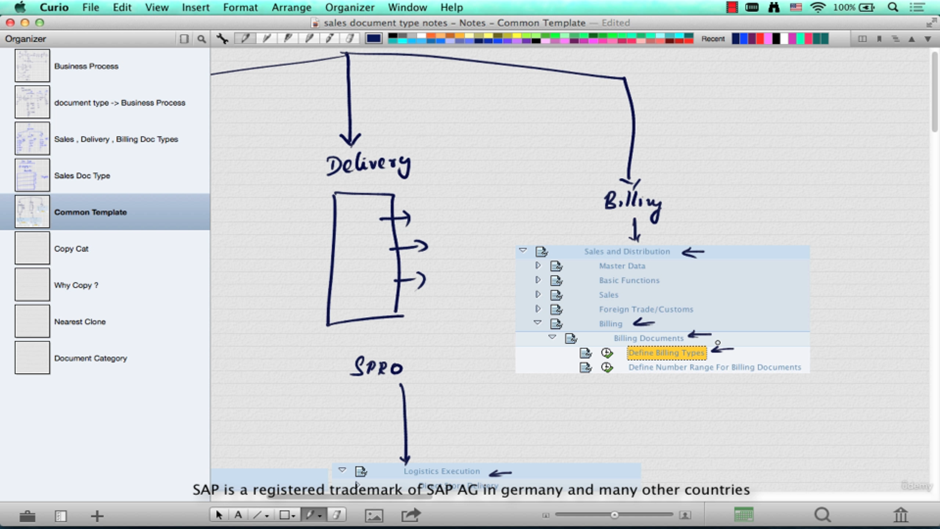 Curio File Edit View Insert Format Arrange Organizer Window Help 100%
sales document type notes - Notes - Common Template — Edited
Organizer
Recent
Business Process
document type -> Business Process
Sales , Delivery , Billing Doc Types
Sales Doc Type
Common Template
Copy Cat
Why Copy ?
Nearest Clone
Document Category
Delivery
Billing
Sales and Distribution
Master Data
Basic Functions
Sales
Foreign Trade/Customs
Billing
Billing Documents
Define Billing Types
Define Number Range For Billing Documents
SPRO
Logistics Execution
SAP is a registered trademark of SAP AG in germany and many other countries
A